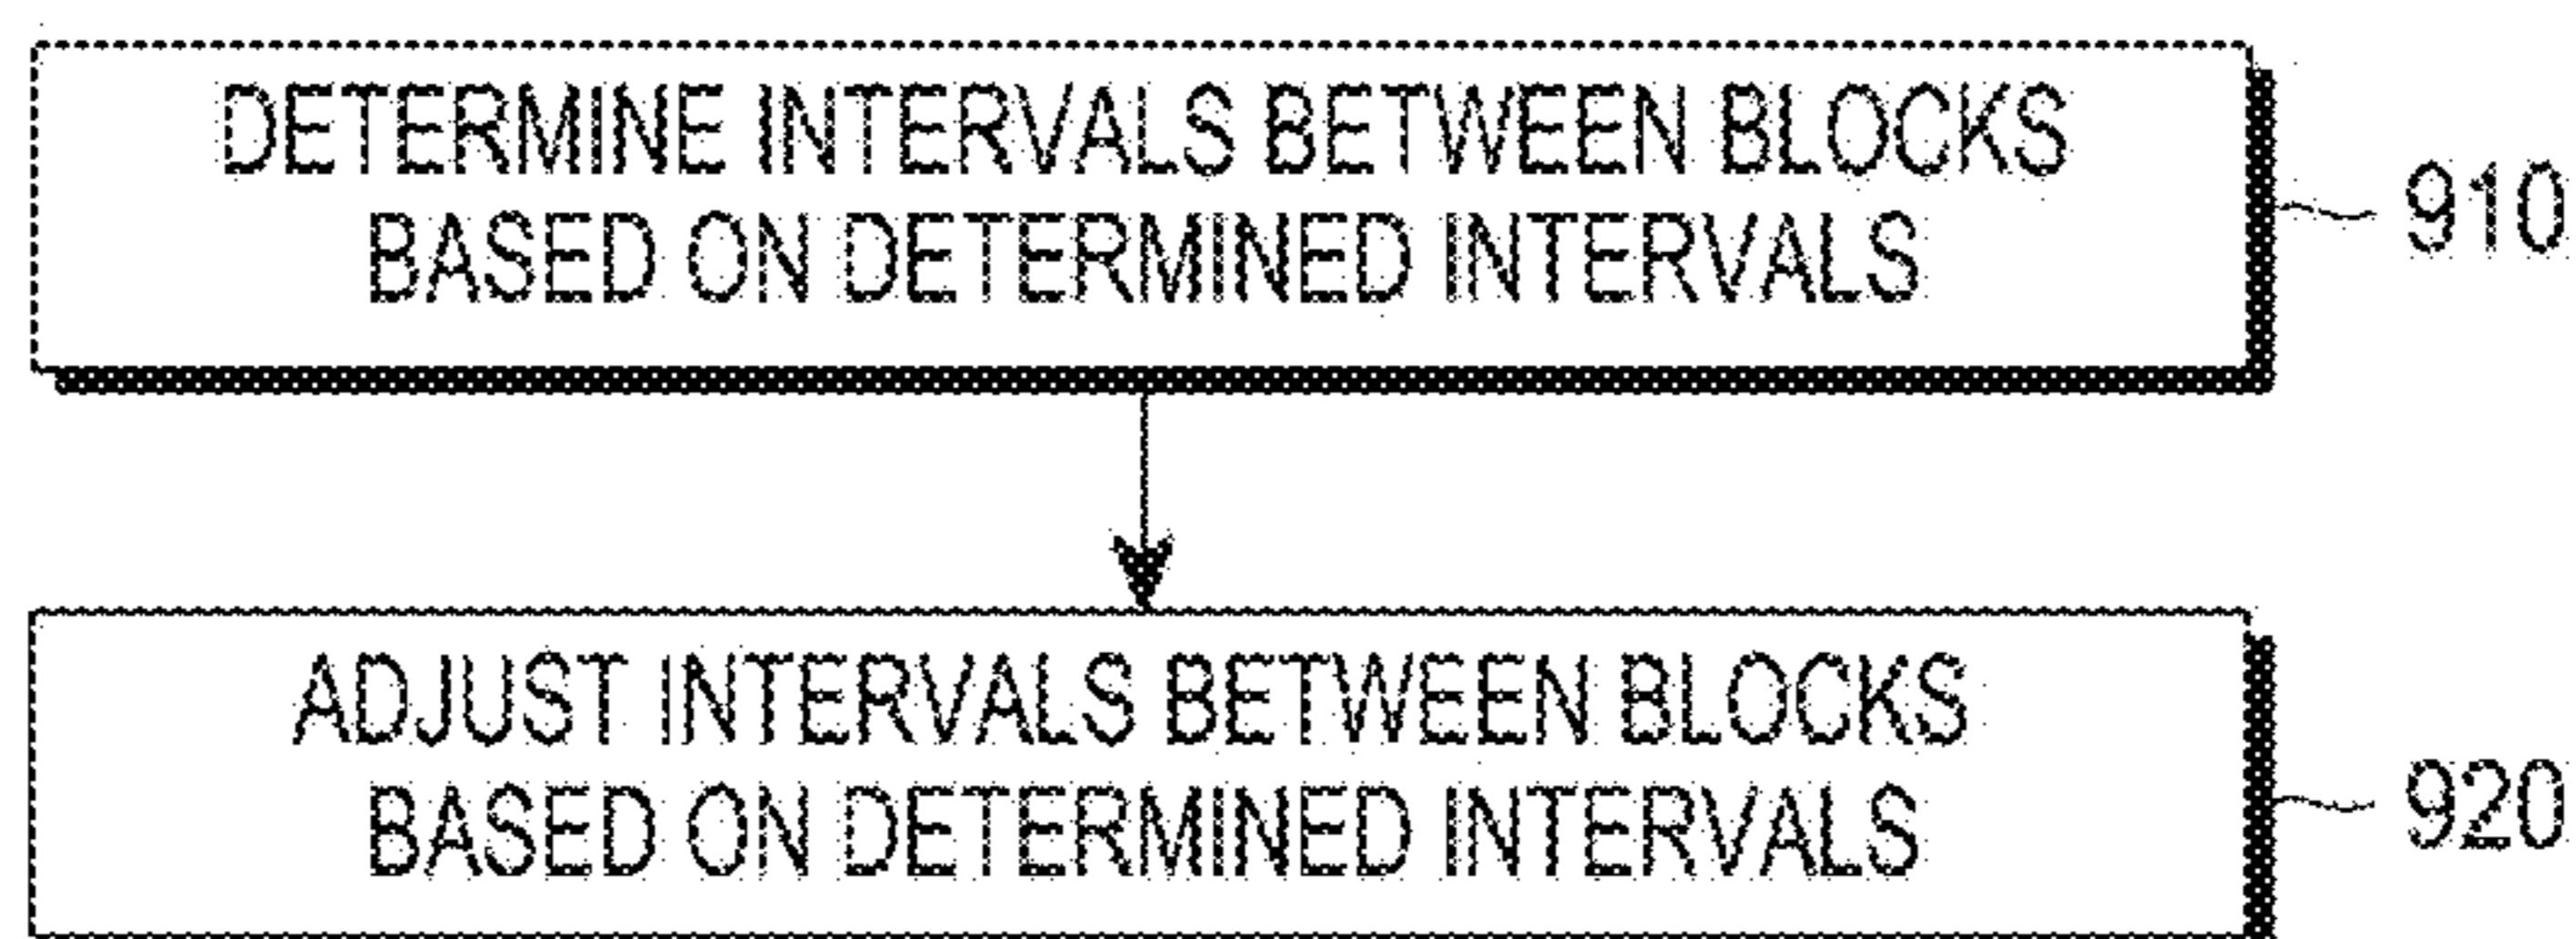 DETERMINE INTERVALS BETWEEN BLOCKS
BASED ON DETERMINED INTERVALS
910
ADJUST INTERVALS BETWEEN BLOCKS
BASED ON DETERMINED INTERVALS
920